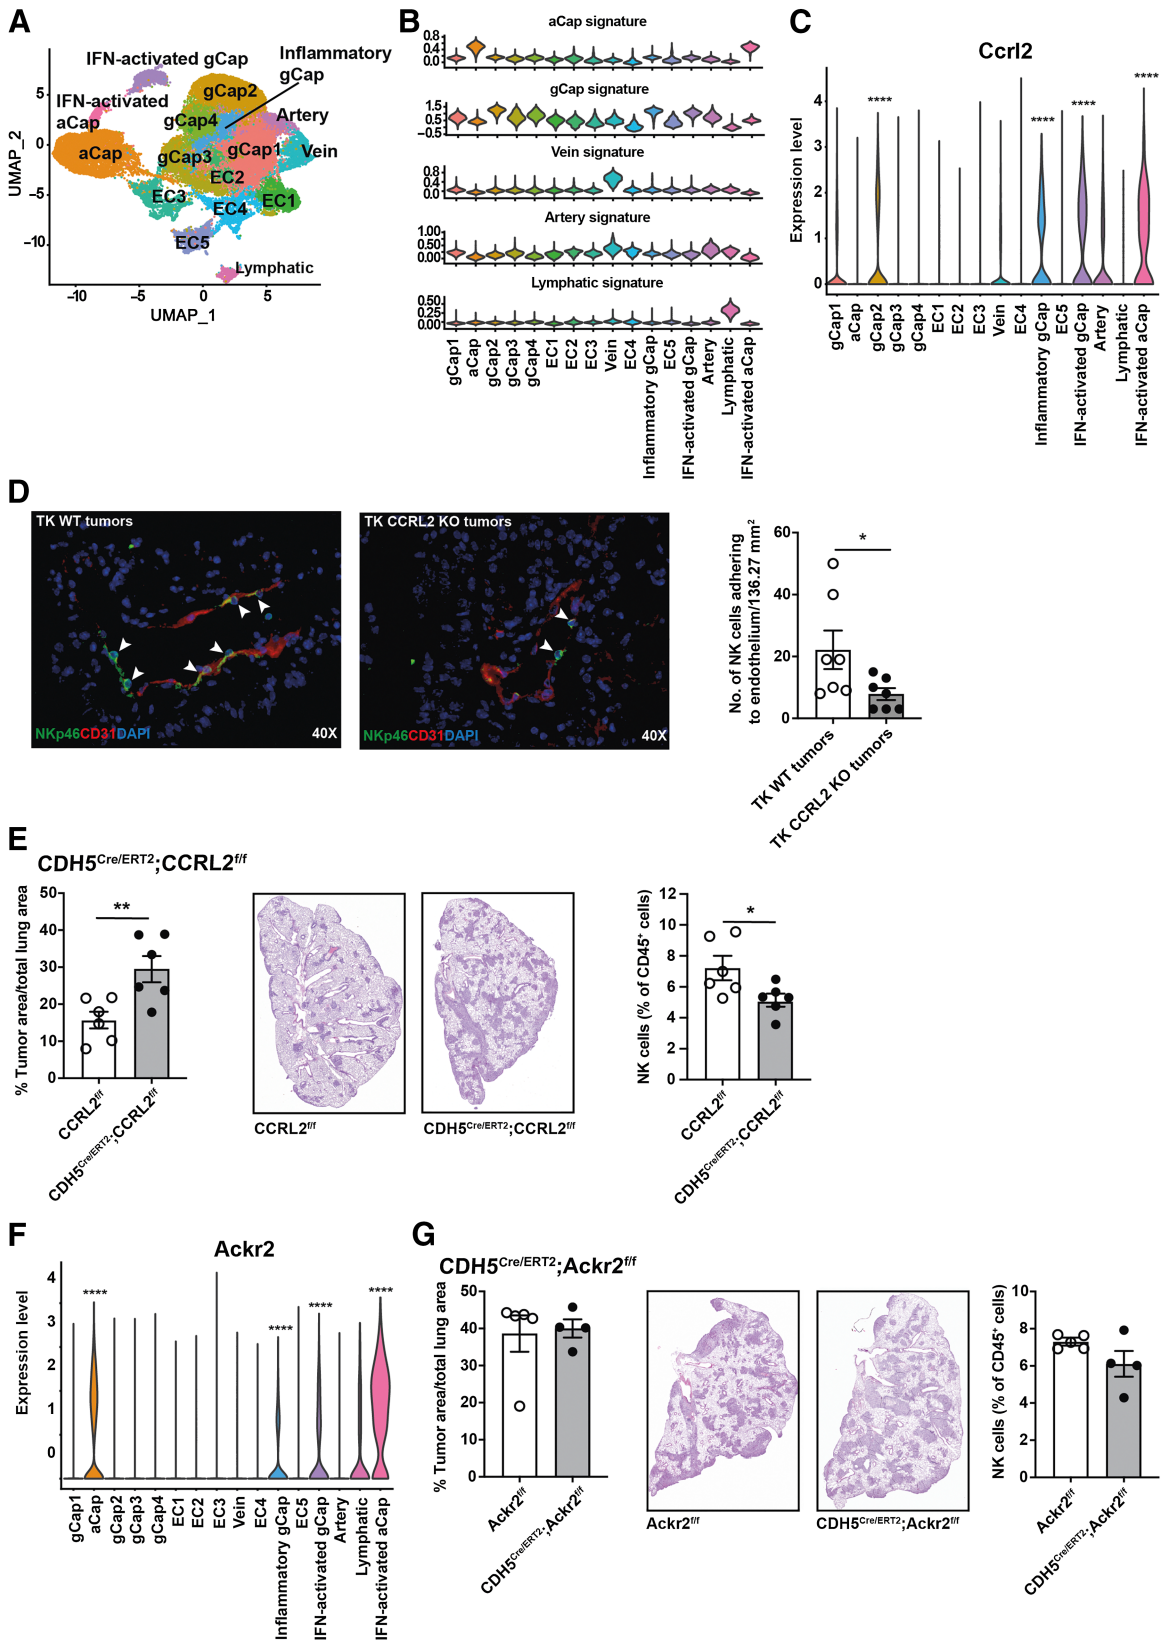 A
IFN-activated gCap
Inflammatory
gCap
gCap2
IFN-activated
aCap
gCap4
Artery
aCap
gCap3
gCap1
Vein
EC2
EC3
EC4
EC1
EC5
Lymphatic
5
0
−5
−10
UMAP_2
−10
−5
0
5
UMAP_1
B
aCap signature
0.8
0.4
0.0
gCap signature
1.5
0.5
−0.5
Vein signature
0.8
0.4
0.0
Artery signature
1.00
0.50
0.00
Lymphatic signature
0.50
0.25
0.00
gCap1
aCap
gCap2
gCap3
gCap4
EC1
EC2
EC3
Vein
EC4
Inflammatory gCap
EC5
IFN-activated gCap
Artery
Lymphatic
IFN-activated aCap
C
Ccrl2
Expression level
4
3
2
1
0
****
****
****
****
gCap1
aCap
gCap2
gCap3
gCap4
EC1
EC2
EC3
Vein
EC4
Inflammatory gCap
EC5
IFN-activated gCap
Artery
Lymphatic
IFN-activated aCap
D
TK WT tumors
NKp46CD31DAPI
40X
TK CCRL2 KO tumors
NKp46CD31DAPI
40X
No. of NK cells adhering
to endothelium/136.27 mm²
60
40
20
0
*
TK WT tumors
TK CCRL2 KO tumors
E
CDH5Cre/ERT2;CCRL2f/f
% Tumor area/total lung area
50
40
30
20
10
0
**
CCRL2f/f
CDH5Cre/ERT2;CCRL2f/f
CCRL2f/f
CDH5Cre/ERT2;CCRL2f/f
NK cells (% of CD45+ cells)
12
10
8
6
4
2
0
*
CCRL2f/f
CDH5Cre/ERT2;CCRL2f/f
F
Ackr2
Expression level
4
3
2
1
0
****
****
****
****
gCap1
aCap
gCap2
gCap3
gCap4
EC1
EC2
EC3
Vein
EC4
Inflammatory gCap
EC5
IFN-activated gCap
Artery
Lymphatic
IFN-activated aCap
G
CDH5Cre/ERT2;Ackr2f/f
% Tumor area/total lung area
50
40
30
20
10
0
Ackr2f/f
CDH5Cre/ERT2;Ackr2f/f
Ackr2f/f
CDH5Cre/ERT2;Ackr2f/f
NK cells (% of CD45+ cells)
10
8
6
4
2
0
Ackr2f/f
CDH5Cre/ERT2;Ackr2f/f